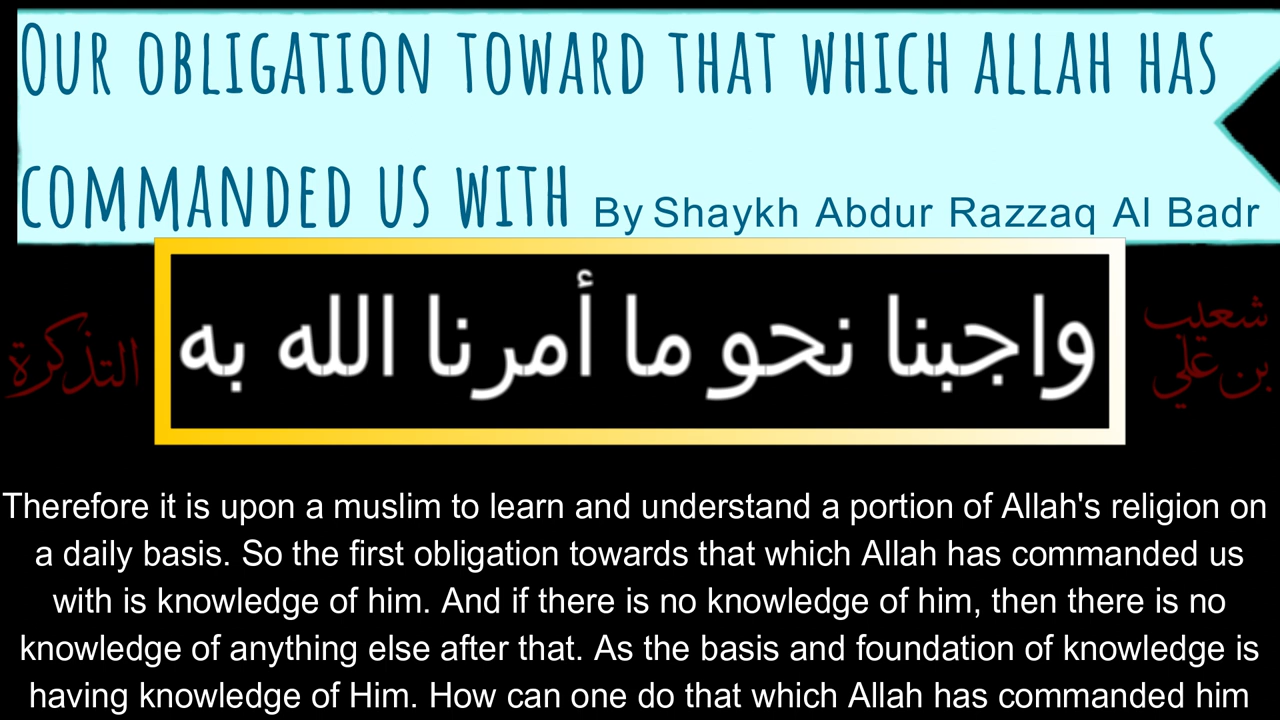 Our obligation toward that which Allah has
commanded us with By Shaykh Abdur Razzaq Al Badr
واجبنا نحو ما أمرنا الله به
شعيب
بن علي
التذكرة
Therefore it is upon a muslim to learn and understand a portion of Allah's religion on
a daily basis. So the first obligation towards that which Allah has commanded us
with is knowledge of him. And if there is no knowledge of him, then there is no
knowledge of anything else after that. As the basis and foundation of knowledge is
having knowledge of Him. How can one do that which Allah has commanded him